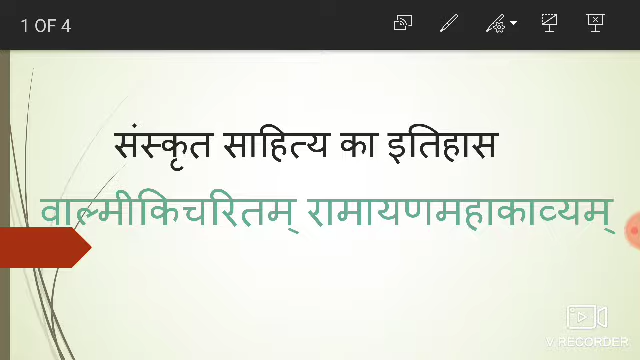 1 OF 4
संस्कृत साहित्य का इतिहास
वाल्मीकिचरितम् रामायणमहाकाव्यम्
V.RECORDER